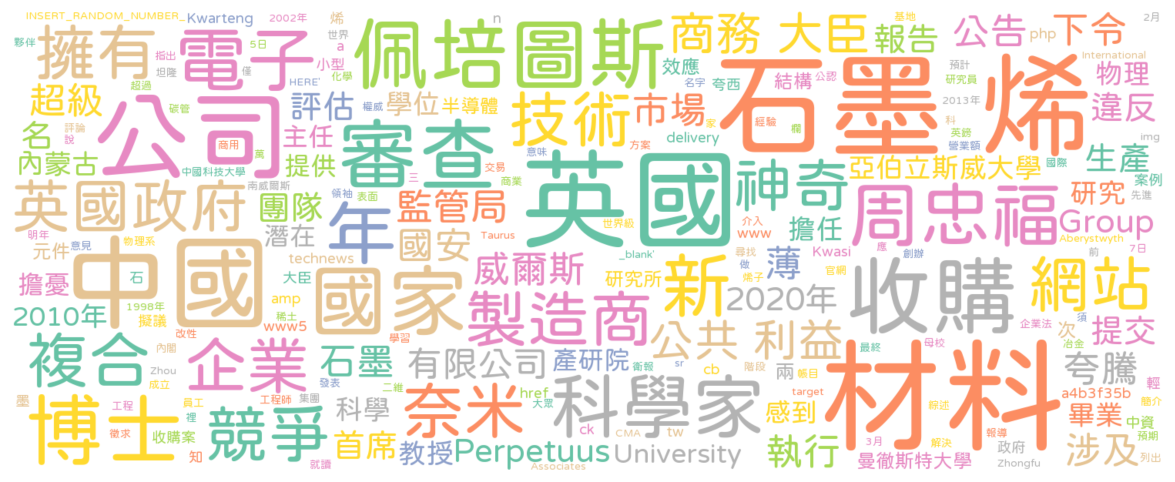 INSERT_RANDOM_NUMBER_
Kwarteng
2002年
烯
n
商務 大臣
公告
php
下令
2月
夥伴
擁有
電子
5日
世界
a
佩培圖斯
效應
報告
基地
International
指出
坦隆
僅
小型
化學
名字
夸西
結構
公認
預計
研究員
物理
超過
HERE'
超級
碳管
權威
評估
學位
半導體
技術
市場
家
石墨烯
經驗
欄
2013年
科
違反
英鎊
營業額
名
評論
說
公司
商用
萬
主任
審查
delivery
方案
img
內蒙古
中國科技大學
提供
意味
交易
英國
神奇
亞伯立斯威大學
國際
生產
英國政府
南威爾斯
領袖
表面
三
商業
案例
先進
團隊
年
監管局
世界級
介入
擔任
周忠福
研究
明年
意見
物理系
潛在
國安
Taurus
www
Kwasi
應
創辦
Group
元件
technews
_blank'
尋找
做
Aberystwyth
前
7日
中國
國家
擔憂
石
大臣
威爾斯
研究所
新
薄
端子
官網
收購
網站
1998年
amp
稀土
製造商
2020年
2010年
擬議
www5
改性
學習
公共 利益
企業法
次
須
冶金
提交
複合
內閣
企業
石墨
有限公司
產研院
衛報
sr
階段
兩
最終
母校
夸騰
Zhou
成立
發表
二維
cb
帳目
材料
輕
墨
博士
工程
員工
工程師
集團
科學
奈米
href
大眾
科學家
target
綜述
a4b3f35b
簡介
徵求
裡
競爭
感到
畢業
中資
預期
收購案
知
首席
ck
CMA
tw
執行
3月
解決
報導
涉及
就讀
教授
Perpetuus
University
Associates
曼徹斯特大學
政府
Zhongfu
列出